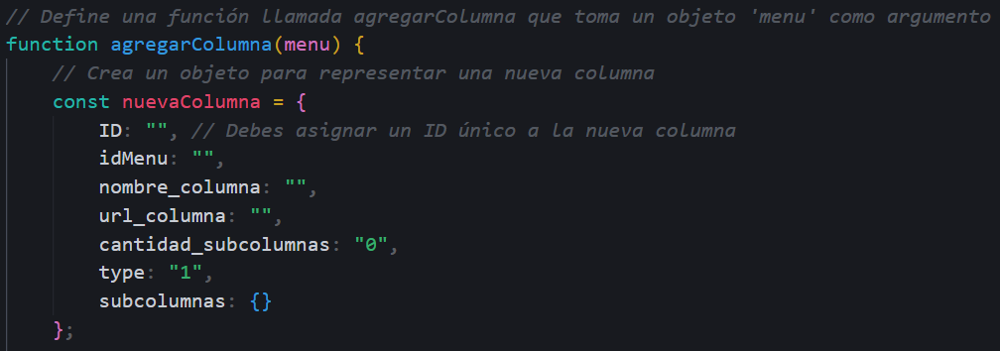 // Define una función llamada agregarColumna que toma un objeto 'menu' como argumento
function agregarColumna(menu) {
    // Crea un objeto para representar una nueva columna
    const nuevaColumna = {
        ID: "", // Debes asignar un ID único a la nueva columna
        idMenu: "",
        nombre_columna: "",
        url_columna: "",
        cantidad_subcolumnas: "0",
        type: "1",
        subcolumnas: {}
    };